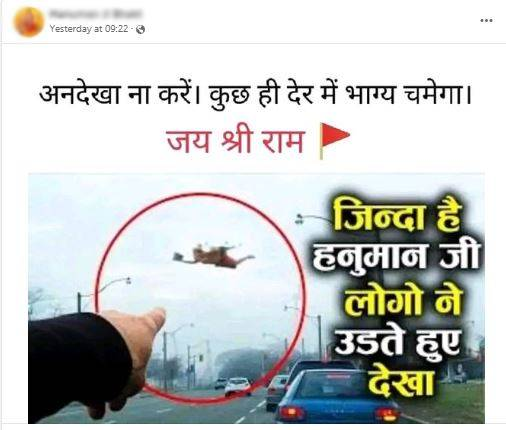 Yesterday at 09:22 ·
अनदेखा ना करें। कुछ ही देर में भाग्य चमेगा।
जय श्री राम
जिन्दा है
हनुमान जी
लोगो ने
उडते हुए
देखा